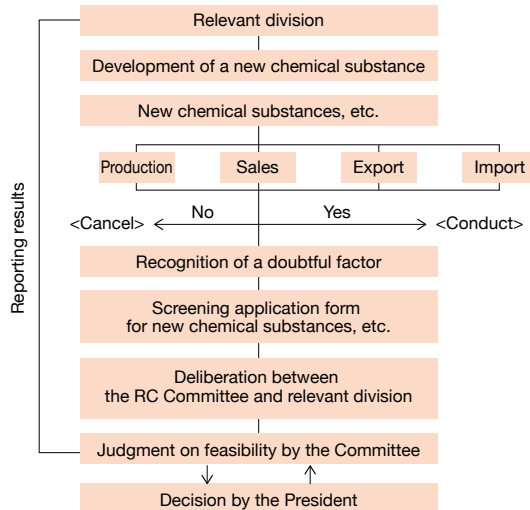 Relevant division
Development of a new chemical substance
New chemical substances, etc.
Production Sales Export Import
No Yes
<Cancel> <Conduct>
Recognition of a doubtful factor
Screening application form
for new chemical substances, etc.
Deliberation between
the RC Committee and relevant division
Judgment on feasibility by the Committee
Decision by the President
Reporting results